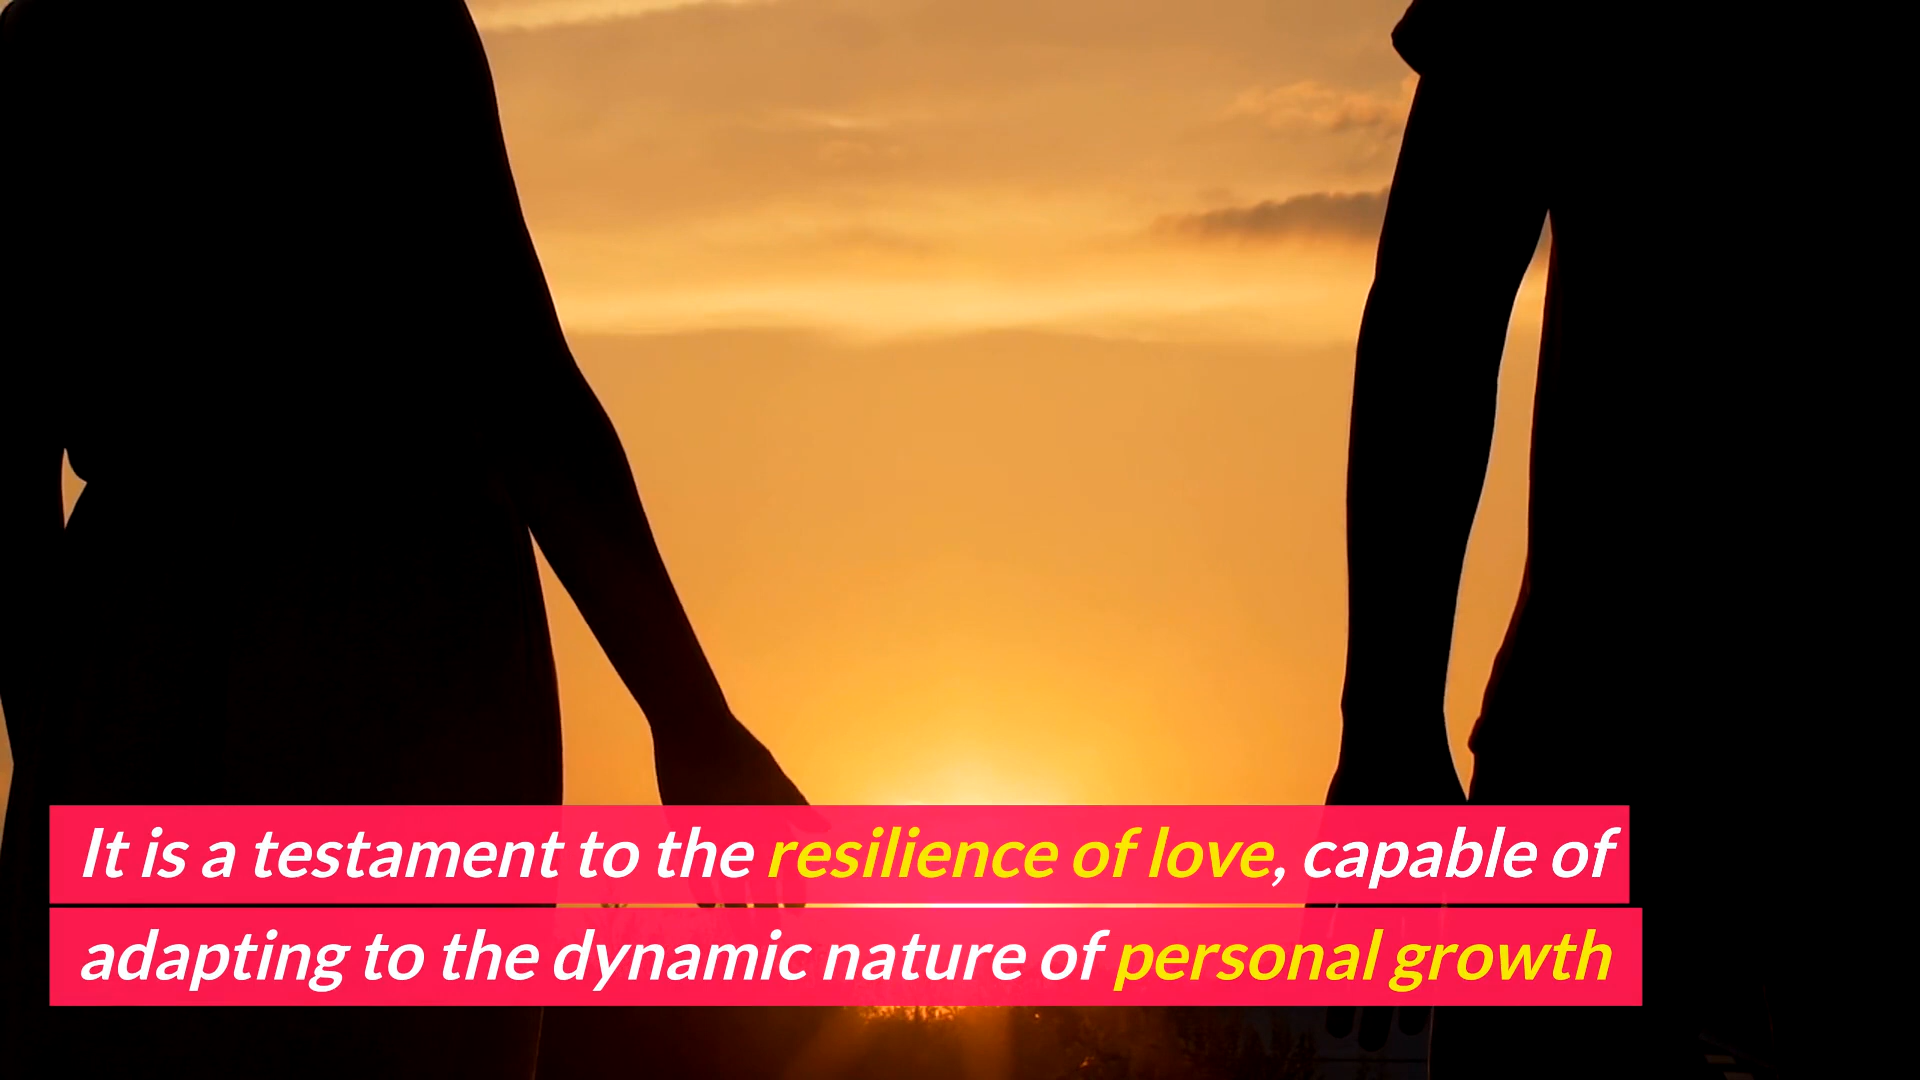 It is a testament to the resilience of love, capable of
adapting to the dynamic nature of personal growth